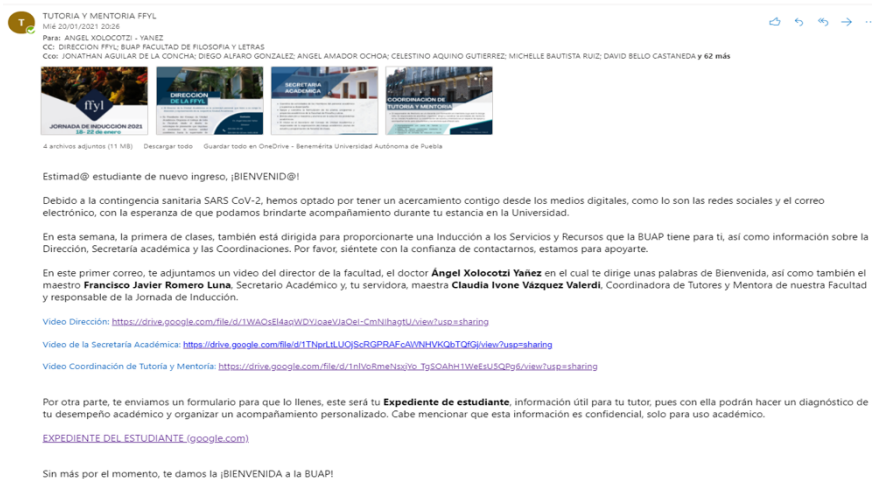 T
TUTORIA Y MENTORIA FFYL
Mié 20/01/2021 20:26
Para: ANGEL XOLOCOTZI - YANEZ
CC: DIRECCION FFYL; BUAP FACULTAD DE FILOSOFIA Y LETRAS
Cco: JONATHAN AGUILAR DE LA CONCHA; DIEGO ALFARO GONZALEZ; ANGEL AMADOR OCHOA; CELESTINO AQUINO GUTIERREZ; MICHELLE BAUTISTA RUIZ; DAVID BELLO CASTANEDA y 62 más
ffyl
JORNADA DE INDUCCION 2021
18- 22 de enero
DIRECCION
DE LA FFYL
SECRETARIA
ACADEMICA
COORDINACION DE
TUTORIA Y MENTORIA
4 archivos adjuntos (11 MB) Descargar todo Guardar todo en OneDrive - Benemérita Universidad Autónoma de Puebla
Estimad@ estudiante de nuevo ingreso, ¡BIENVENID@!
Debido a la contingencia sanitaria SARS CoV-2, hemos optado por tener un acercamiento contigo desde los medios digitales, como lo son las redes sociales y el correo
electrónico, con la esperanza de que podamos brindarte acompañamiento durante tu estancia en la Universidad.
En esta semana, la primera de clases, también está dirigida para proporcionarte una Inducción a los Servicios y Recursos que la BUAP tiene para ti, así como información sobre la
Dirección, Secretaría académica y las Coordinaciones. Por favor, siéntete con la confianza de contactarnos, estamos para apoyarte.
En este primer correo, te adjuntamos un video del director de la facultad, el doctor Ángel Xolocotzi Yañez en el cual te dirige unas palabras de Bienvenida, así como también el
maestro Francisco Javier Romero Luna, Secretario Académico y, tu servidora, maestra Claudia Ivone Vázquez Valerdi, Coordinadora de Tutores y Mentora de nuestra Facultad
y responsable de la Jornada de Inducción.
Video Dirección: https://drive.google.com/file/d/1WAOsEl4aqWDYJoaeVJaOei-CmNIhagtU/view?usp=sharing
Video de la Secretaría Académica: https://drive.google.com/file/d/1TNprLtLUOjScRGPRAFcAWNHVKQbTQfGj/view?usp=sharing
Video Coordinación de Tutoría y Mentoría: https://drive.google.com/file/d/1nlVoRmeNsxjYo_TgSOAhH1WeEsU5QPg6/view?usp=sharing
Por otra parte, te enviamos un formulario para que lo llenes, este será tu Expediente de estudiante, información útil para tu tutor, pues con ella podrán hacer un diagnóstico de
tu desempeño académico y organizar un acompañamiento personalizado. Cabe mencionar que esta información es confidencial, solo para uso académico.
EXPEDIENTE DEL ESTUDIANTE (google.com)
Sin más por el momento, te damos la ¡BIENVENIDA a la BUAP!